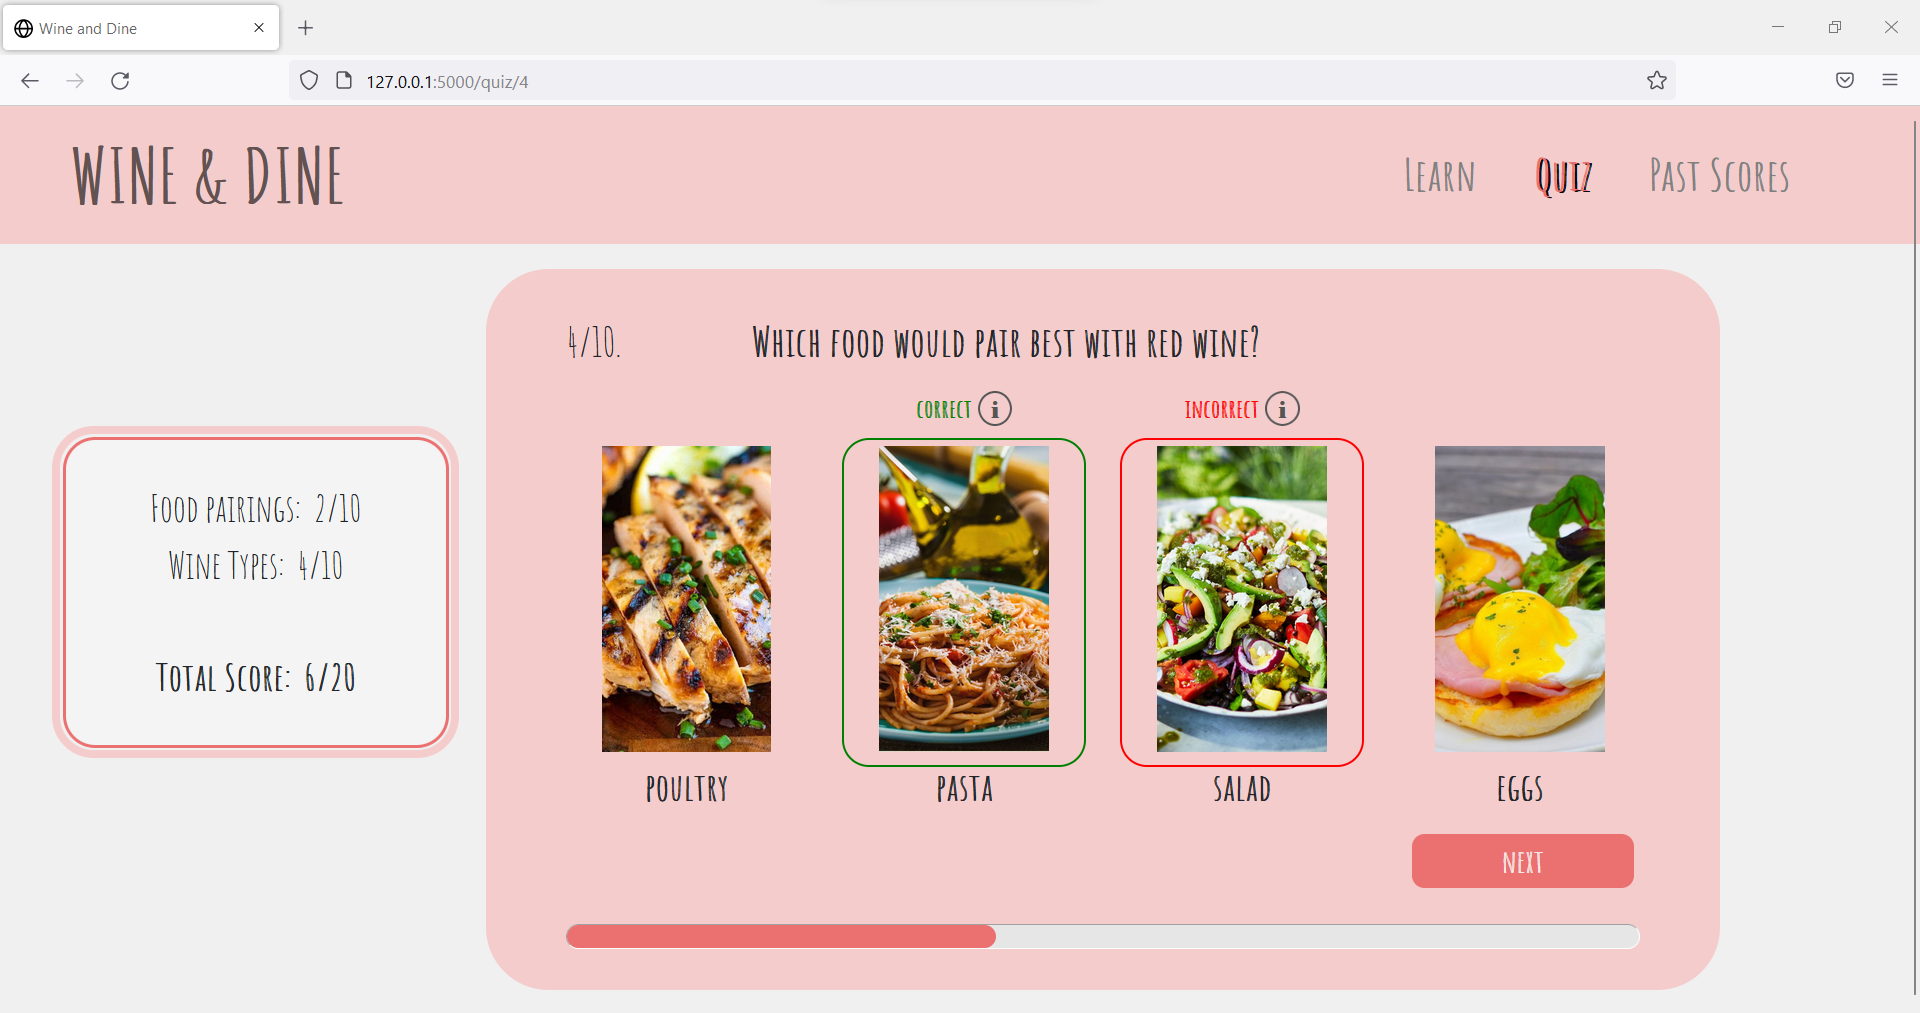 Wine and Dine
127.0.0.1:5000/quiz/4
WINE & DINE
LEARN QUIZ PAST SCORES
4/10. WHICH FOOD WOULD PAIR BEST WITH RED WINE?
CORRECT i INCORRECT i
FOOD PAIRINGS: 2/10
WINE TYPES: 4/10
TOTAL SCORE: 6/20
POULTRY PASTA SALAD EGGS
NEXT